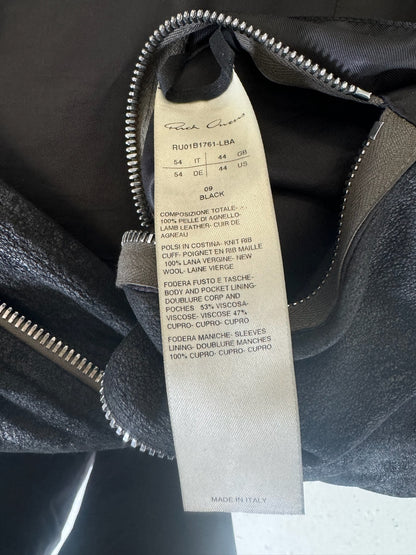 Rick Owens
RU01B1761-LBA
54 IT 44 GB
54 DE 44 US
09
BLACK
COMPOSIZIONE TOTALE-
100% PELLE DI AGNELLO-
LAMB LEATHER- CUIR DE
AGNEAU
POLSI IN COSTINA- KNIT RIB
CUFF- POIGNET EN RIB MAILLE
100% LANA VERGINE- NEW
WOOL- LAINE VIERGE
FODERA FUSTO E TASCHE-
BODY AND POCKET LINING-
DOUBLURE CORP AND
POCHES 53% VISCOSA-
VISCOSE- VISCOSE 47%
CUPRO- CUPRO- CUPRO
FODERA MANICHE- SLEEVES
LINING- DOUBLURE MANCHES
100% CUPRO- CUPRO- CUPRO
MADE IN ITALY